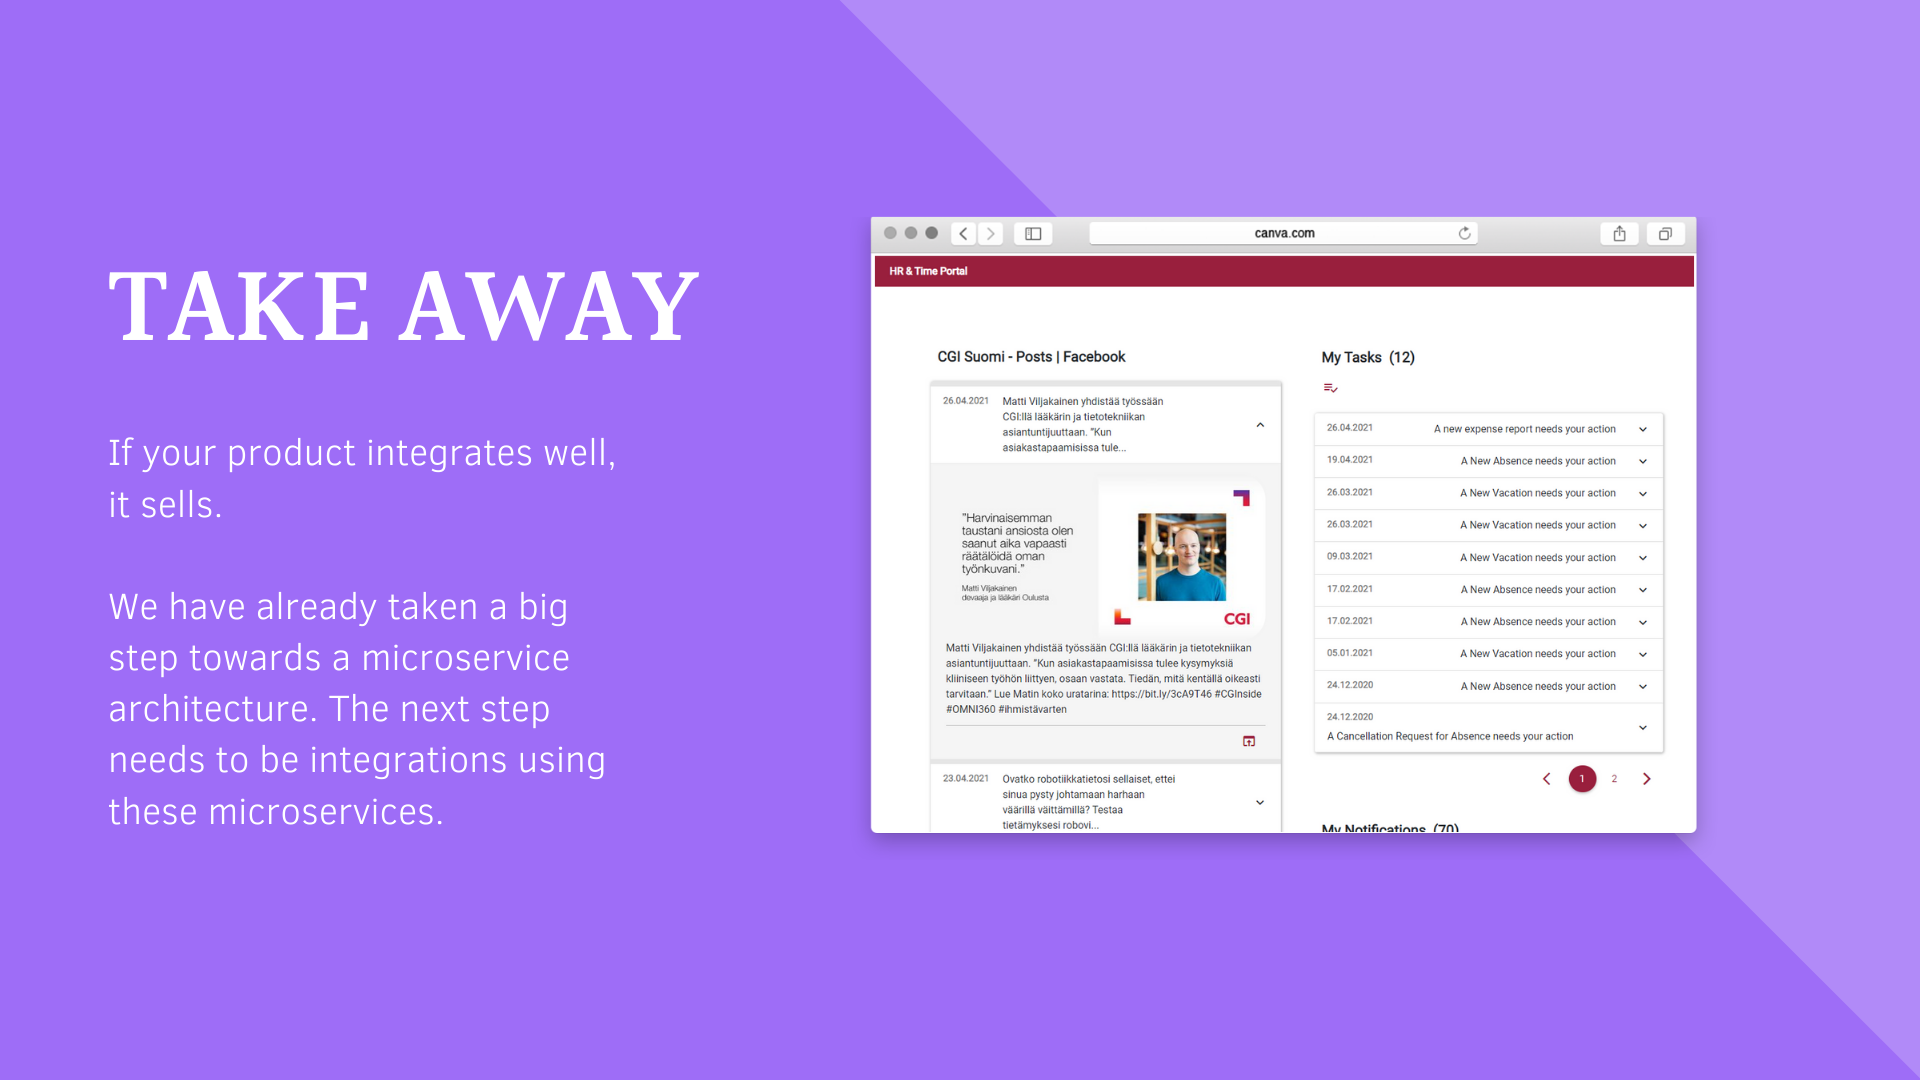 TAKE AWAY
If your product integrates well,
it sells.
We have already taken a big
step towards a microservice
architecture. The next step
needs to be integrations using
these microservices.
canva.com
HR & Time Portal
CGI Suomi - Posts | Facebook
26.04.2021
Matti Viljakainen yhdistää työssään
CGI:llä lääkärin ja tietotekniikan
asiantuntijuuttaan. "Kun
asiakastapaamisissa tule...
"Harvinaisemman
taustani ansiosta olen
saanut aika vapaasti
räätälöidä oman
työnkuvani."
Matti Viljakainen
devaaja ja lääkäri Oulusta
CGI
Matti Viljakainen yhdistää työssään CGI:llä lääkärin ja tietotekniikan
asiantuntijuuttaan. "Kun asiakastapaamisissa tulee kysymyksiä
kliiniseen työhön liittyen, osaan vastata. Tiedän, mitä kentällä oikeasti
tarvitaan." Lue Matin koko uratarina: https://bit.ly/3cA9T46 #CGInside
#OMNI360 #ihmistävarten
23.04.2021
Ovatko robotiikkatietosi sellaiset, ettei
sinua pysty johtamaan harhaan
väärillä väittämillä? Testaa
tietämyksesi robovi...
My Tasks (12)
26.04.2021 A new expense report needs your action
19.04.2021 A New Absence needs your action
26.03.2021 A New Vacation needs your action
26.03.2021 A New Vacation needs your action
09.03.2021 A New Vacation needs your action
17.02.2021 A New Absence needs your action
17.02.2021 A New Absence needs your action
05.01.2021 A New Vacation needs your action
24.12.2020 A New Absence needs your action
24.12.2020
A Cancellation Request for Absence needs your action
1 2
My Notifications (70)